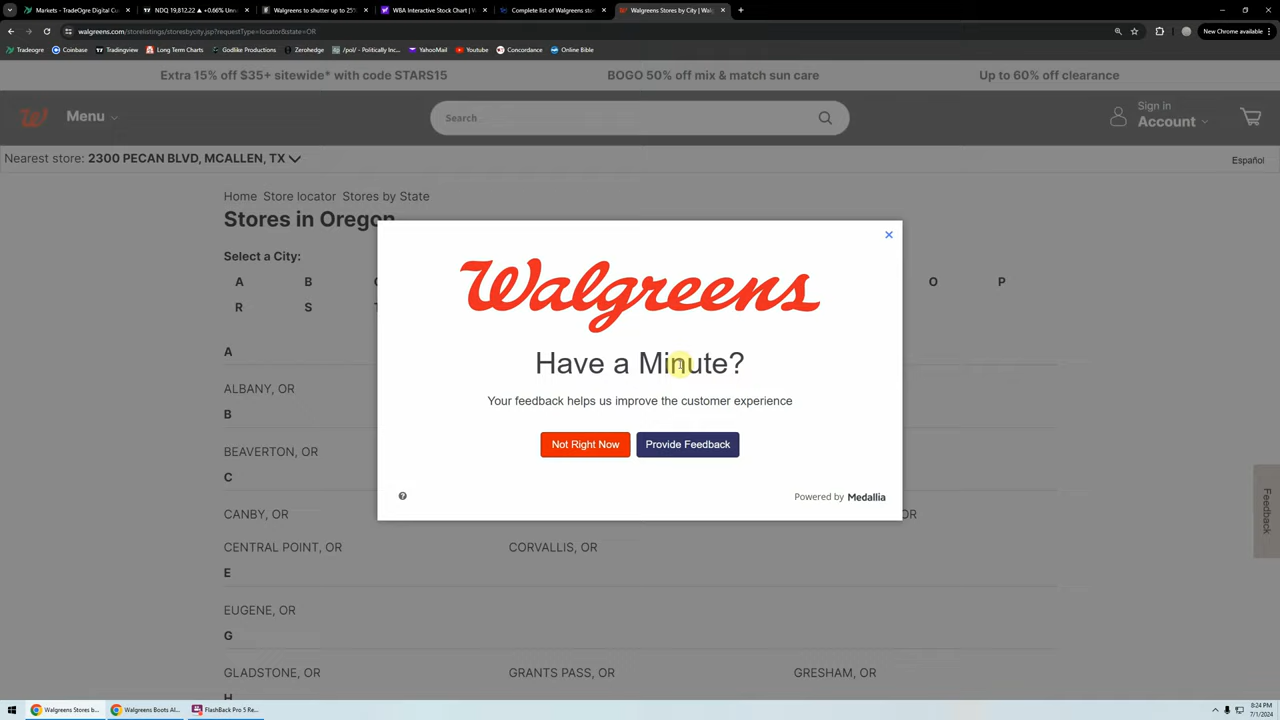 Markets - TradeOgre Digital Cu
NDQ 19,812.22 ▲ +0.66% Unn
Walgreens to shutter up to 25%
WBA Interactive Stock Chart |
Complete list of Walgreens stor
Walgreens Stores by City | Walg
walgreens.com/storelistings/storesbycity.jsp?requestType=locator&state=OR
New Chrome available
Tradeogre
Coinbase
Tradingview
Long Term Charts
Godlike Productions
Zerohedge
/pol/ - Politically Inc...
YahooMail
Youtube
Concordance
Online Bible
Extra 15% off $35+ sitewide* with code STARS15
BOGO 50% off mix & match sun care
Up to 60% off clearance
Menu
Search
Sign in
Account
Nearest store: 2300 PECAN BLVD, MCALLEN, TX
Español
Home Store locator Stores by State
Stores in Oregon
Select a City:
A B O P
R S
Walgreens
Have a Minute?
Your feedback helps us improve the customer experience
Not Right Now
Provide Feedback
Powered by Medallia
A
ALBANY, OR
B
BEAVERTON, OR
C
CANBY, OR
OR
CENTRAL POINT, OR
CORVALLIS, OR
E
EUGENE, OR
G
GLADSTONE, OR
GRANTS PASS, OR
GRESHAM, OR
H
Feedback
Walgreens Stores b...
Walgreens Boots Al...
FlashBack Pro 5 Re...
8:24 PM
7/1/2024